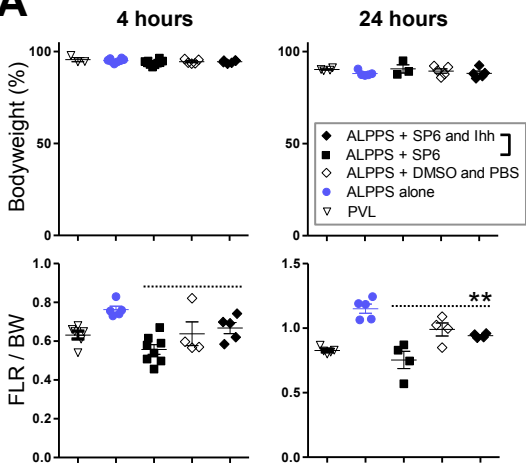 A
4 hours
24 hours
Bodyweight (%)
100
50
0
100
50
0
ALPPS + SP6 and Ihh
ALPPS + SP6
ALPPS + DMSO and PBS
ALPPS alone
PVL
FLR / BW
1.0
0.8
0.6
0.4
0.2
0.0
1.5
1.0
0.5
0.0
**